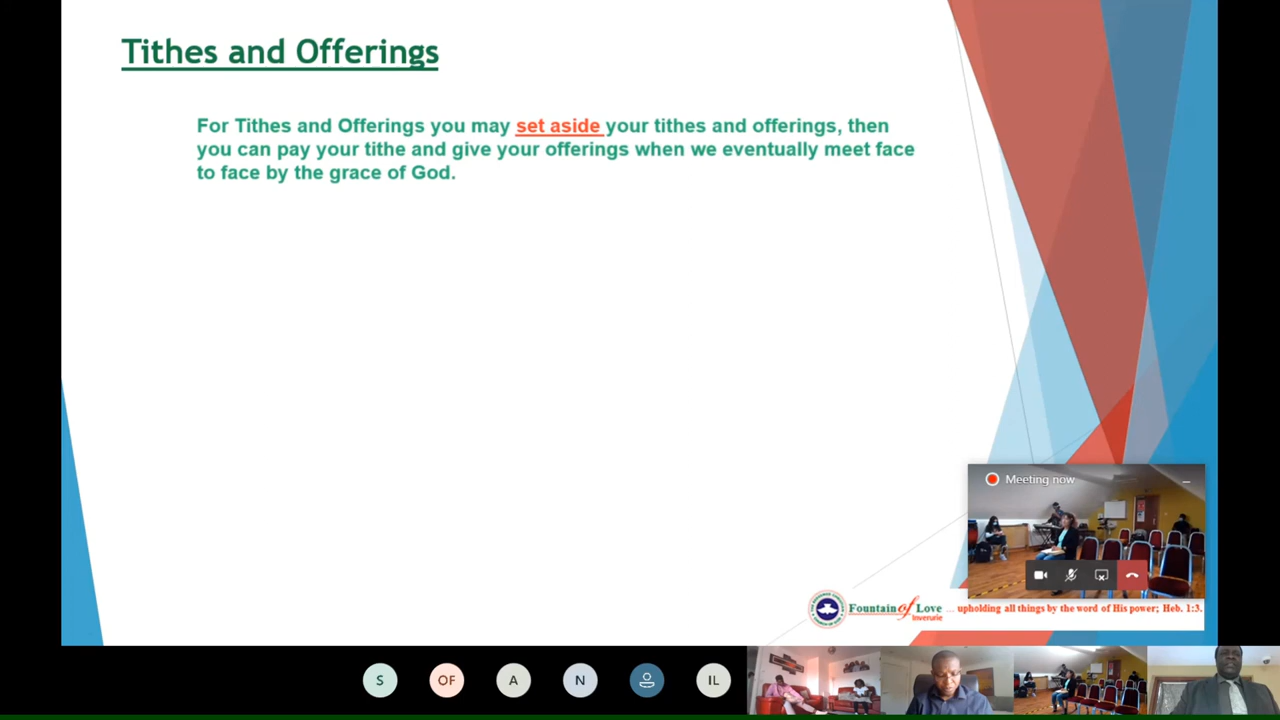 Tithes and Offerings
For Tithes and Offerings you may set aside your tithes and offerings, then
you can pay your tithe and give your offerings when we eventually meet face
to face by the grace of God.
Meeting now
Fountain of Love ... upholding all things by the word of His power; Heb. 1:3.
Inverurie
S
OF
A
N
IL